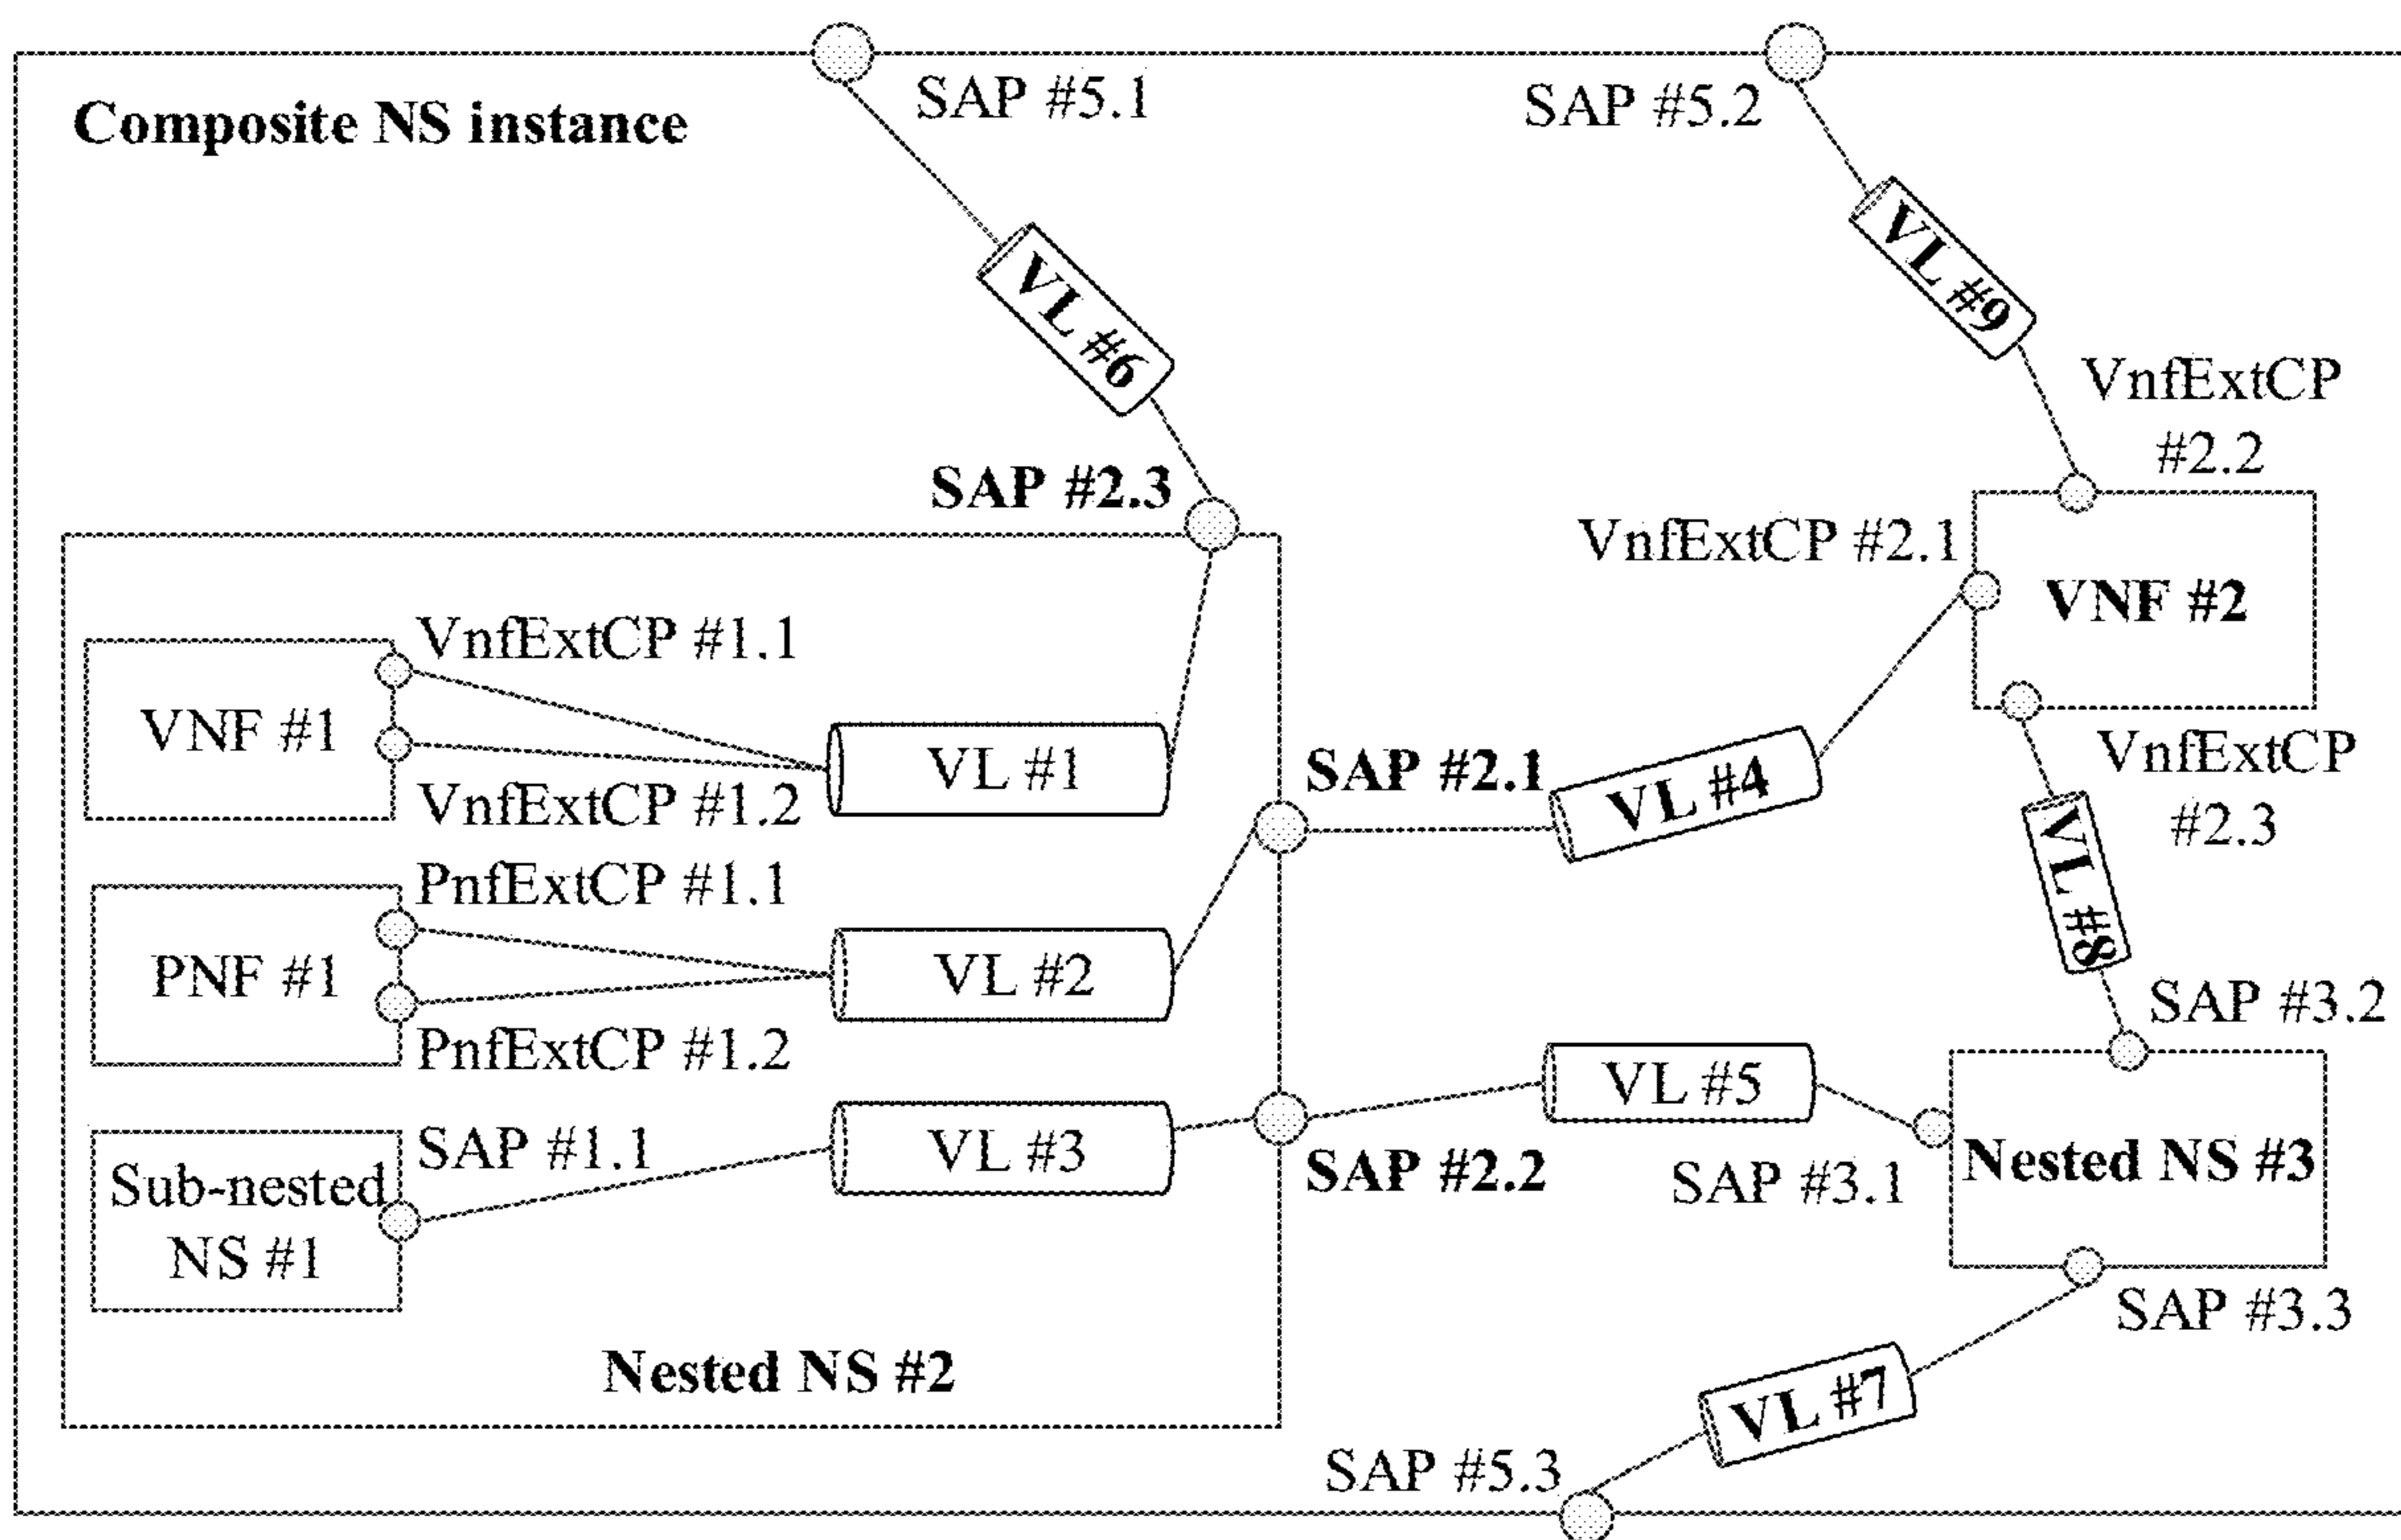 SAP #5.1
SAP #5.2
Composite NS instance
VL #6
VL #9
VnfExtCP
#2.2
SAP #2.3
VnfExtCP #2.1
VNF #2
VnfExtCP #1.1
VNF #1
VL #1
VnfExtCP #1.2
SAP #2.1
VL #4
VnfExtCP
#2.3
VL #8
PnfExtCP #1.1
PNF #1
VL #2
PnfExtCP #1.2
SAP #3.2
VL #5
SAP #1.1
VL #3
Sub-nested
NS #1
SAP #2.2
SAP #3.1
Nested NS #3
SAP #3.3
Nested NS #2
VL #7
SAP #5.3